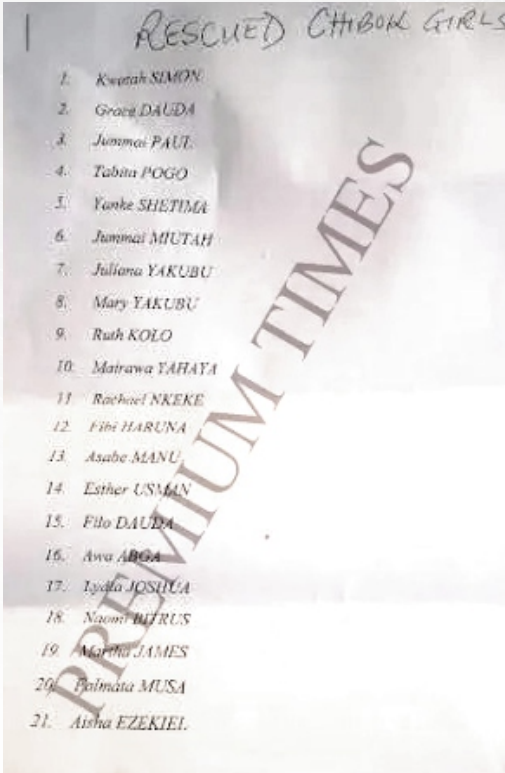 RESCUED CHIBOK GIRLS
1. Kwazah SIMON
2. Grace DAUDA
3. Jummai PAUL
4. Tabita POGO
5. Yanke SHETIMA
6. Jummai MIUTAH
7. Juliana YAKUBU
8. Mary YAKUBU
9. Ruth KOLO
10. Mairawa YAHAYA
11. Rachael NKEKE
12. Fibi HARUNA
13. Asabe MANU
14. Esther USMAN
15. Filo DAUDA
16. Awa ABGA
17. Lydia JOSHUA
18. Naomi BITRUS
19. Martha JAMES
20. Palmata MUSA
21. Aisha EZEKIEL
PREMIUM TIMES